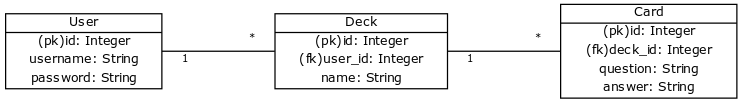 User
(pk)id: Integer
username: String
password: String
1
*
Deck
(pk)id: Integer
(fk)user_id: Integer
name: String
1
*
Card
(pk)id: Integer
(fk)deck_id: Integer
question: String
answer: String